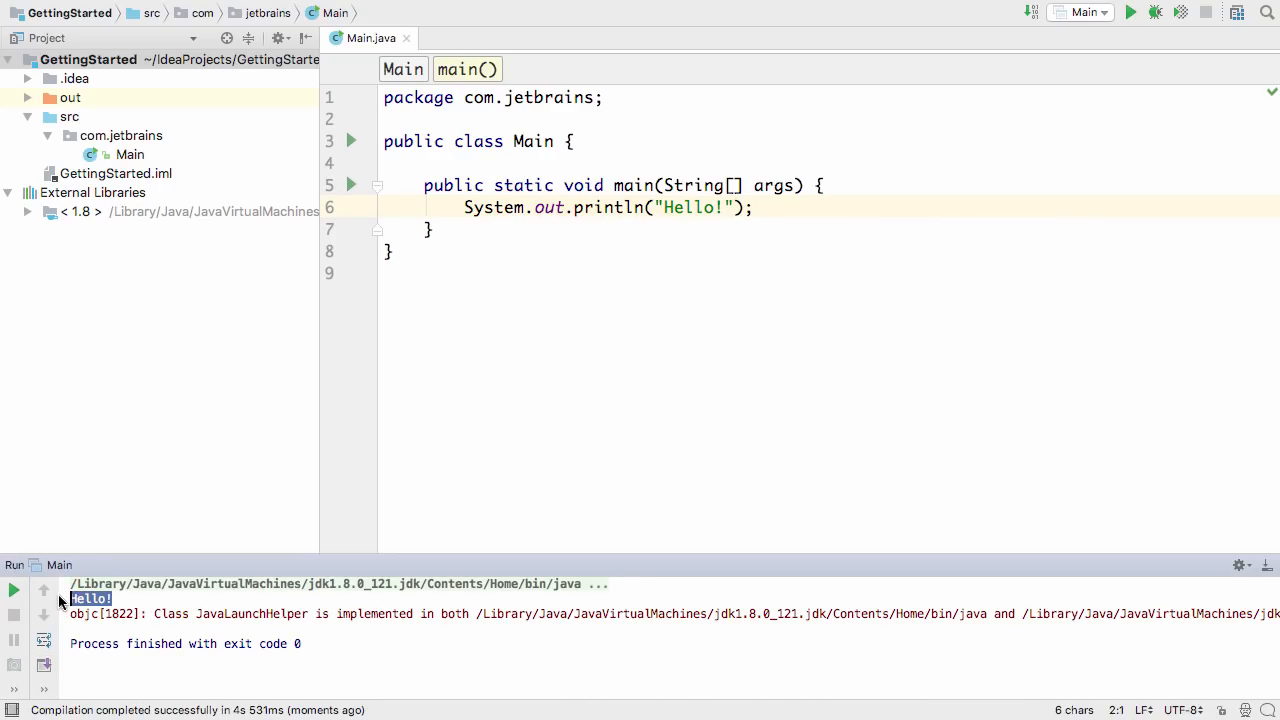 GettingStarted src com jetbrains Main Main
Project
Main.java
GettingStarted ~/IdeaProjects/GettingStarte
.idea
out
src
com.jetbrains
Main
GettingStarted.iml
External Libraries
< 1.8 > /Library/Java/JavaVirtualMachines
Main main()
1 package com.jetbrains;
2
3 public class Main {
4
5 public static void main(String[] args) {
6 System.out.println("Hello!");
7 }
8 }
9
Run Main
/Library/Java/JavaVirtualMachines/jdk1.8.0_121.jdk/Contents/Home/bin/java ...
Hello!
objc[1822]: Class JavaLaunchHelper is implemented in both /Library/Java/JavaVirtualMachines/jdk1.8.0_121.jdk/Contents/Home/bin/java and /Library/Java/JavaVirtualMachines/jdk
Process finished with exit code 0
Compilation completed successfully in 4s 531ms (moments ago) 6 chars 2:1 LF UTF-8